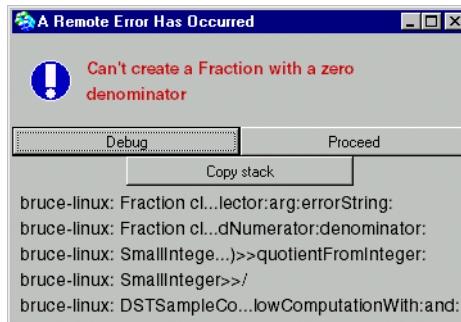 A Remote Error Has Occurred
Can't create a Fraction with a zero
denominator
Debug
Proceed
Copy stack
bruce-linux: Fraction cl...lector:arg:errorString:
bruce-linux: Fraction cl...dNumerator:denominator:
bruce-linux: SmallIntege...)>>quotientFromInteger:
bruce-linux: SmallInteger>>/
bruce-linux: DSTSampleCo...lowComputationWith:and: